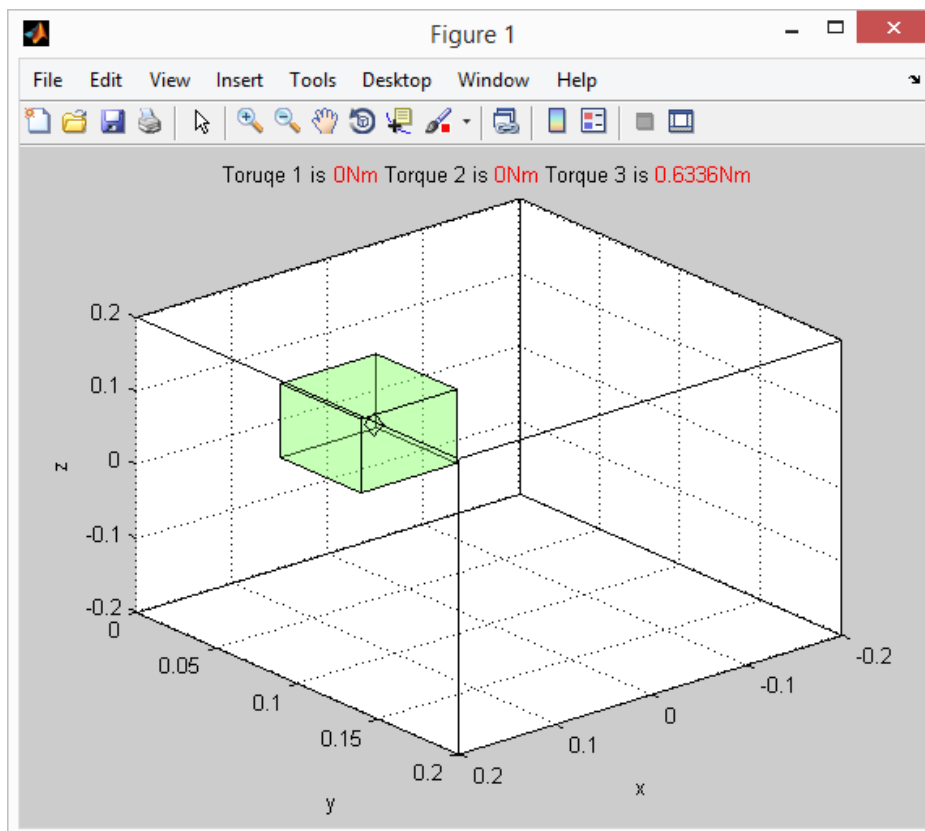 Figure 1
File Edit View Insert Tools Desktop Window Help
Toruqe 1 is 0Nm Torque 2 is 0Nm Torque 3 is 0.6336Nm
0.2
0.1
0
-0.1
-0.2
z
0
0.05
0.1
0.15
0.2
y
0.2
0.1
0
-0.1
-0.2
x